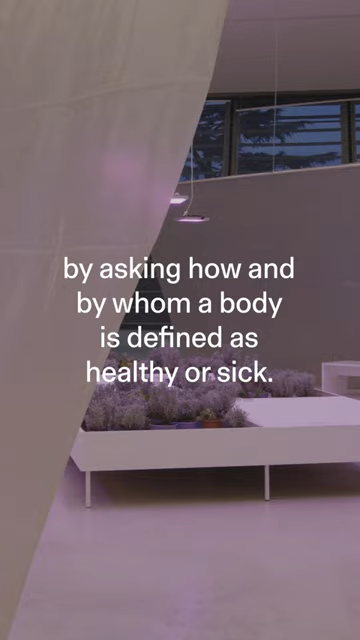 by asking how and
by whom a body
is defined as
healthy or sick.